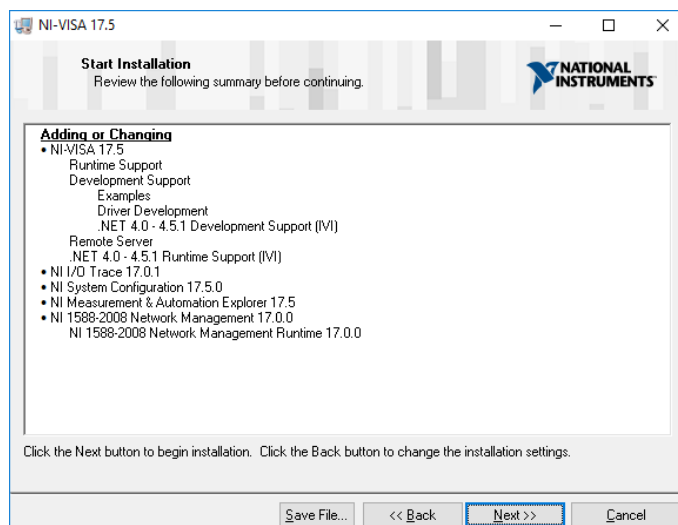 NI-VISA 17.5
Start Installation
Review the following summary before continuing.
NATIONAL
INSTRUMENTS
Adding or Changing
• NI-VISA 17.5
Runtime Support
Development Support
Examples
Driver Development
.NET 4.0 - 4.5.1 Development Support (IVI)
Remote Server
.NET 4.0 - 4.5.1 Runtime Support (IVI)
• NI I/O Trace 17.0.1
• NI System Configuration 17.5.0
• NI Measurement & Automation Explorer 17.5
• NI 1588-2008 Network Management 17.0.0
NI 1588-2008 Network Management Runtime 17.0.0
Click the Next button to begin installation. Click the Back button to change the installation settings.
Save File... << Back Next >> Cancel